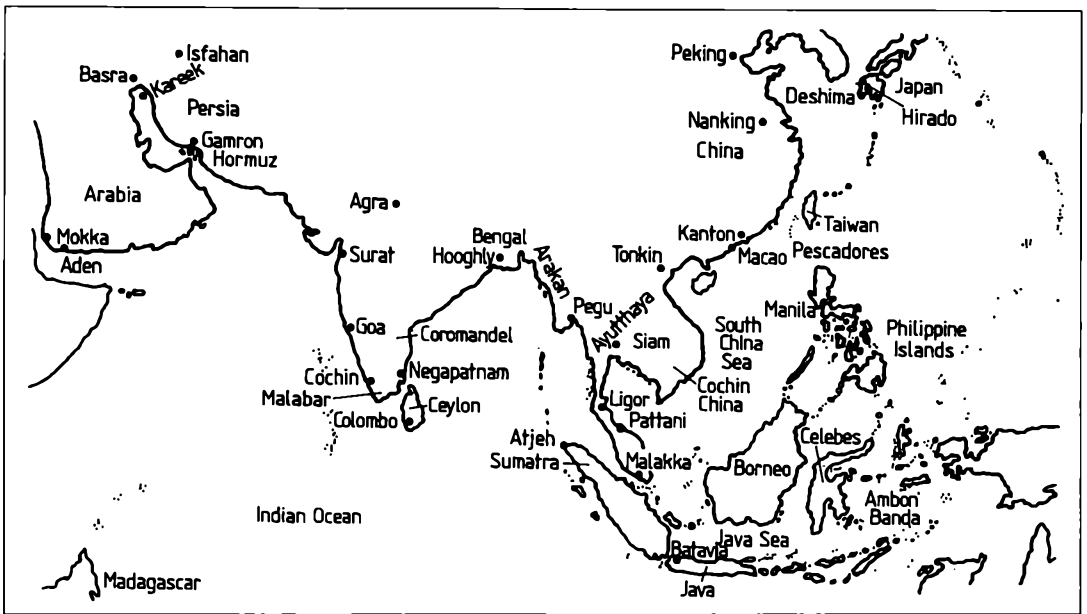 Isfahan
Basra
Kareek
Persia
Gamron
Hormuz
Arabia
Mokka
Aden
Agra
Surat
Bengal
Hooghly
Arakan
Pegu
Goa
Coromandel
Cochin
Negapatnam
Malabar
Ceylon
Colombo
Peking
Japan
Deshima
Hirado
Nanking
China
Taiwan
Kanton
Macao
Pescadores
Tonkin
Ayutthaya
Siam
South
China
Sea
Manila
Philippine
Islands
Cochin
China
Ligor
Pattani
Atjeh
Sumatra
Malakka
Borneo
Celebes
Ambon
Banda
Indian Ocean
Java Sea
Batavia
Java
Madagascar